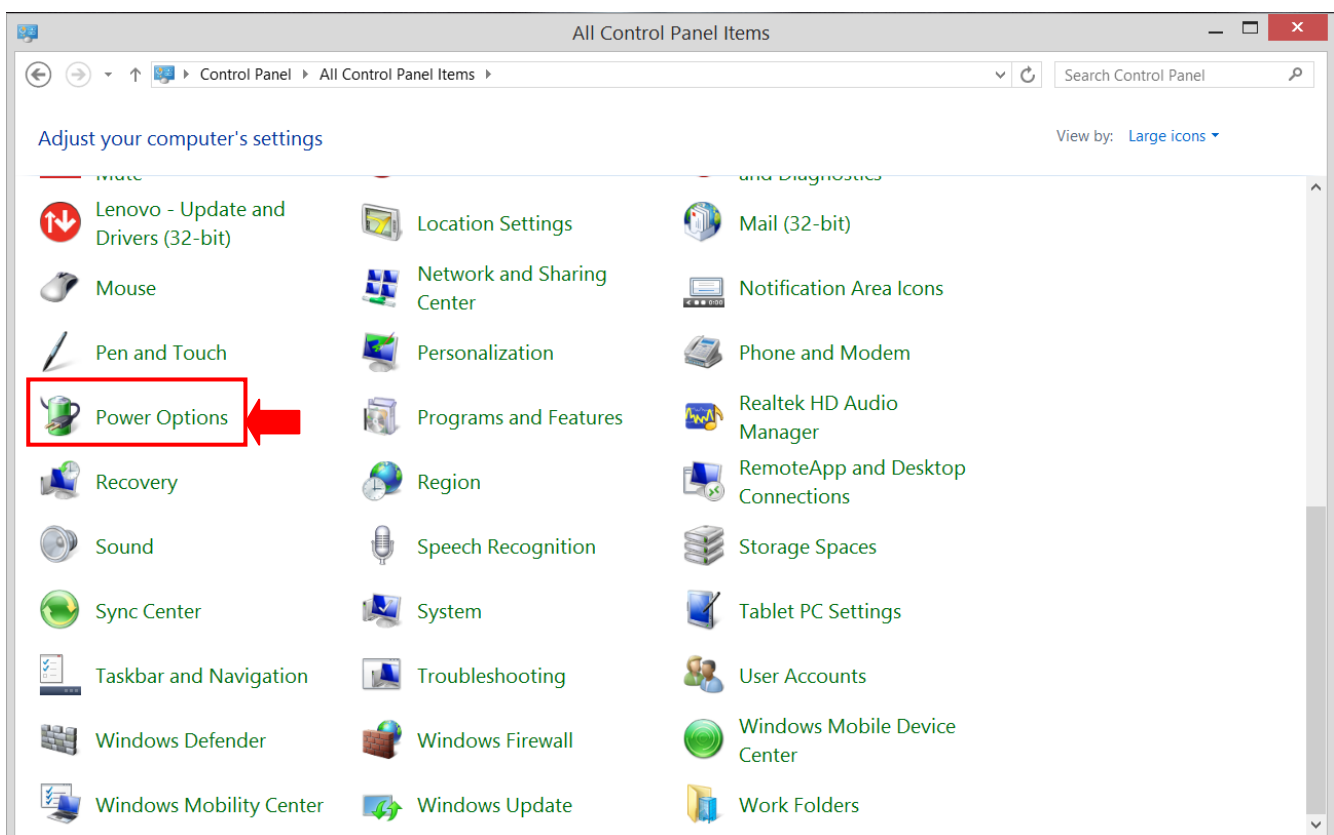 All Control Panel Items
Control Panel All Control Panel Items
Search Control Panel
Adjust your computer's settings
View by: Large icons
Mute
and Diagnostics
Lenovo - Update and
Drivers (32-bit)
Location Settings
Mail (32-bit)
Mouse
Network and Sharing
Center
Notification Area Icons
Pen and Touch
Personalization
Phone and Modem
Power Options
Programs and Features
Realtek HD Audio
Manager
Recovery
Region
RemoteApp and Desktop
Connections
Sound
Speech Recognition
Storage Spaces
Sync Center
System
Tablet PC Settings
Taskbar and Navigation
Troubleshooting
User Accounts
Windows Defender
Windows Firewall
Windows Mobile Device
Center
Windows Mobility Center
Windows Update
Work Folders